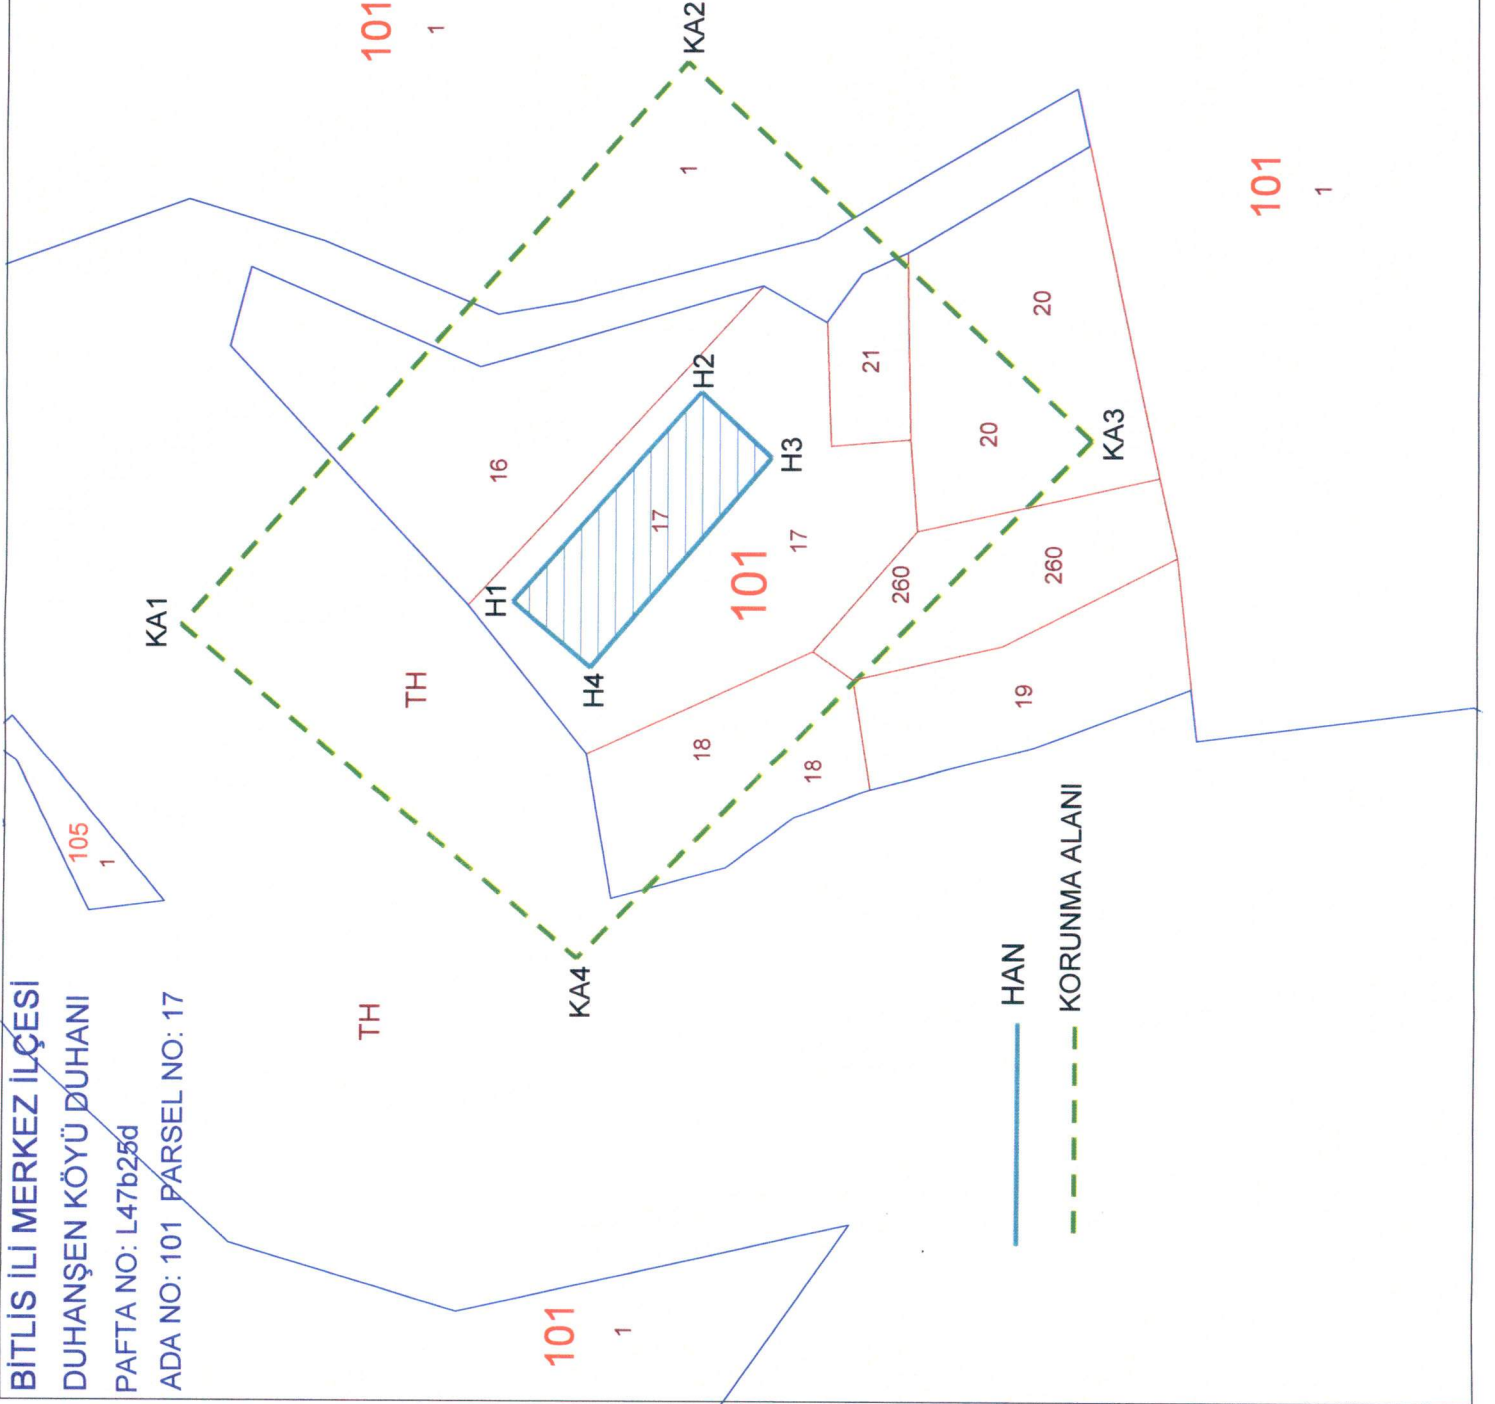 BİTLİS İLİ MERKEZ İLÇESİ
DUHANŞEN KÖYÜ DUHANI
PAFTA NO: L47b25d
ADA NO: 101 PARSEL NO: 17
105
1
KA1
TH
TH
KA4
101
1
101
1
KA2
1
16
H1
H2
H3
H4
17
101
17
18
18
260
260
19
21
20
20
KA3
101
1
HAN
KORUNMA ALANI